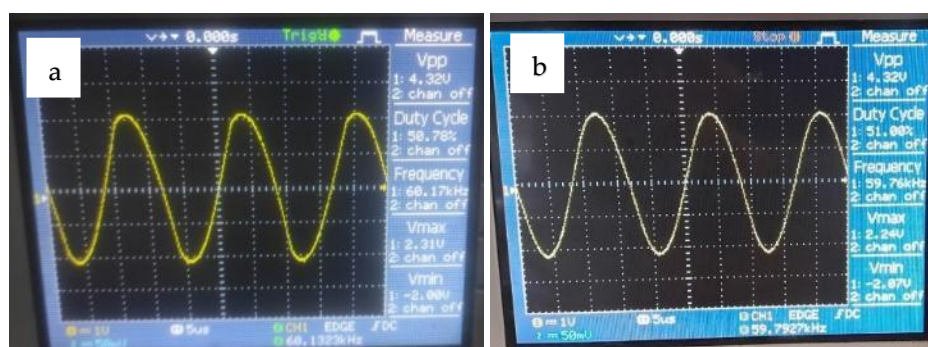 a
0.000s Trig'd Measure
Vpp
1: 4.32V
2: chan off
Duty Cycle
1: 50.78%
2: chan off
Frequency
1: 60.17kHz
2: chan off
Vmax
1: 2.31V
2: chan off
Vmin
1: -2.00V
2: chan off
1 = 1V 5us CH1 EDGE DC
2 = 50mV 60.1323kHz
b
0.000s Stop Measure
Vpp
1: 4.32V
2: chan off
Duty Cycle
1: 51.00%
2: chan off
Frequency
1: 59.76kHz
2: chan off
Vmax
1: 2.24V
2: chan off
Vmin
1: -2.07V
2: chan off
1 = 1V 5us CH1 EDGE DC
2 = 50mV 59.7927kHz